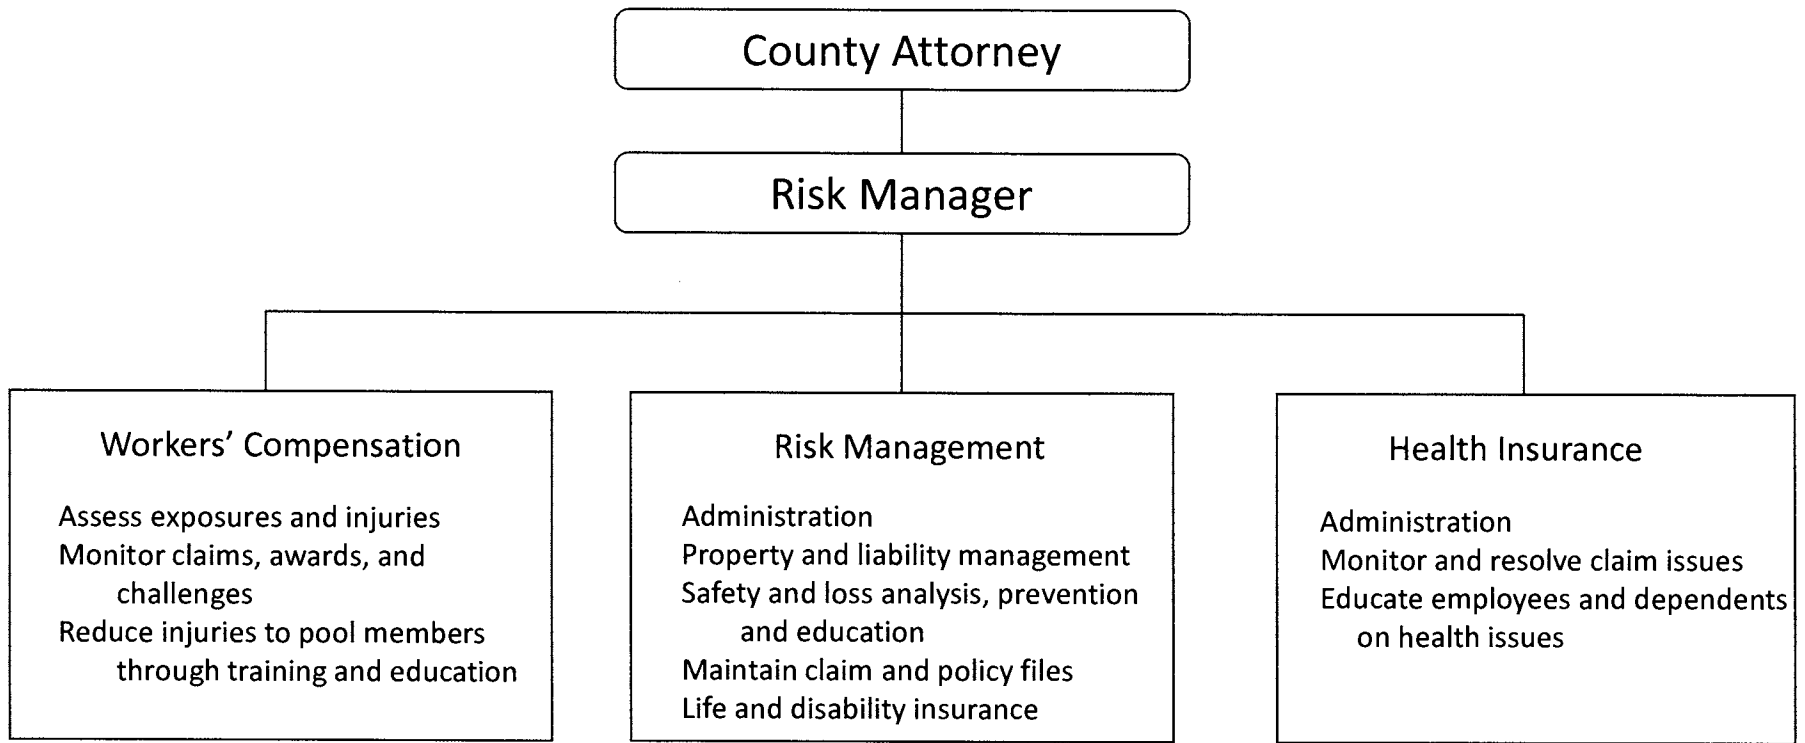 County Attorney
Risk Manager
Workers’ Compensation
Assess exposures and injuries
Monitor claims, awards, and
challenges
Reduce injuries to pool members
through training and education
Risk Management
Administration
Property and liability management
Safety and loss analysis, prevention
and education
Maintain claim and policy files
Life and disability insurance
Health Insurance
Administration
Monitor and resolve claim issues
Educate employees and dependents
on health issues